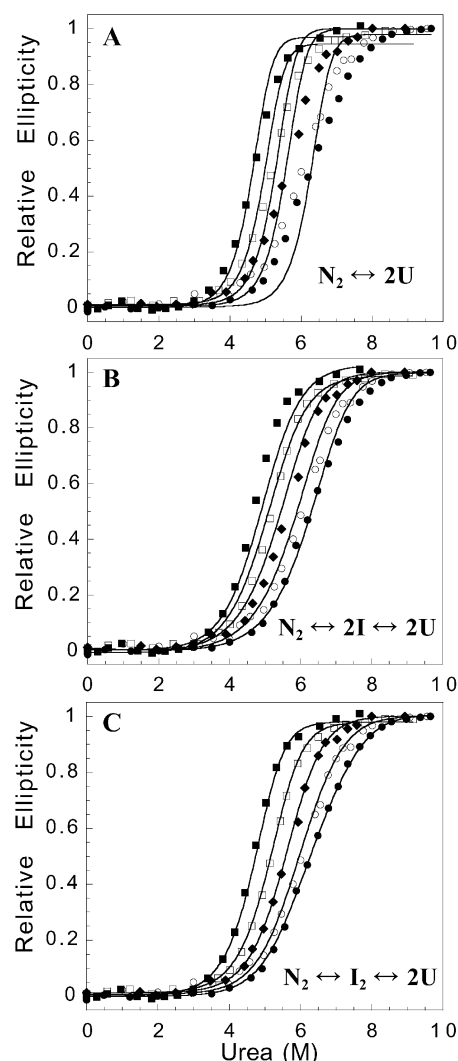 A
1
0.8
0.6
0.4
0.2
0
Relative Ellipticity
N₂ ↔ 2U
0 2 4 6 8 10
B
1
0.8
0.6
0.4
0.2
0
Relative Ellipticity
N₂ ↔ 2I ↔ 2U
0 2 4 6 8 10
C
1
0.8
0.6
0.4
0.2
0
Relative Ellipticity
N₂ ↔ I₂ ↔ 2U
0 2 4 6 8 10
Urea (M)